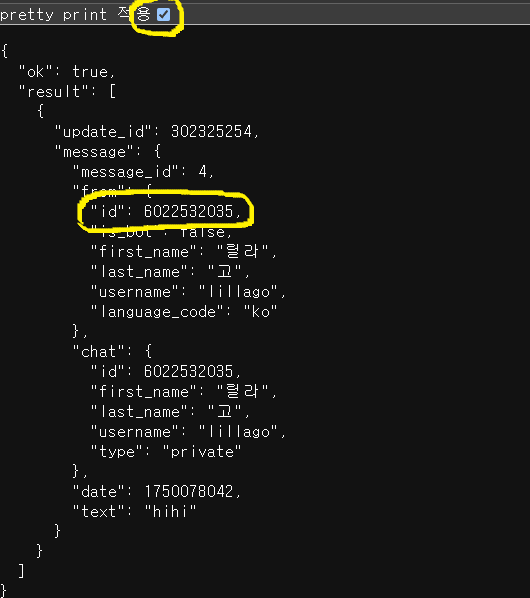 pretty print 적용
{
"ok": true,
"result": [
{
"update_id": 302325254,
"message": {
"message_id": 4,
"from": {
"id": 6022532035,
"is_bot": false,
"first_name": "릴라",
"last_name": "고",
"username": "lillago",
"language_code": "ko"
},
"chat": {
"id": 6022532035,
"first_name": "릴라",
"last_name": "고",
"username": "lillago",
"type": "private"
},
"date": 1750078042,
"text": "hihi"
}
}
]
}